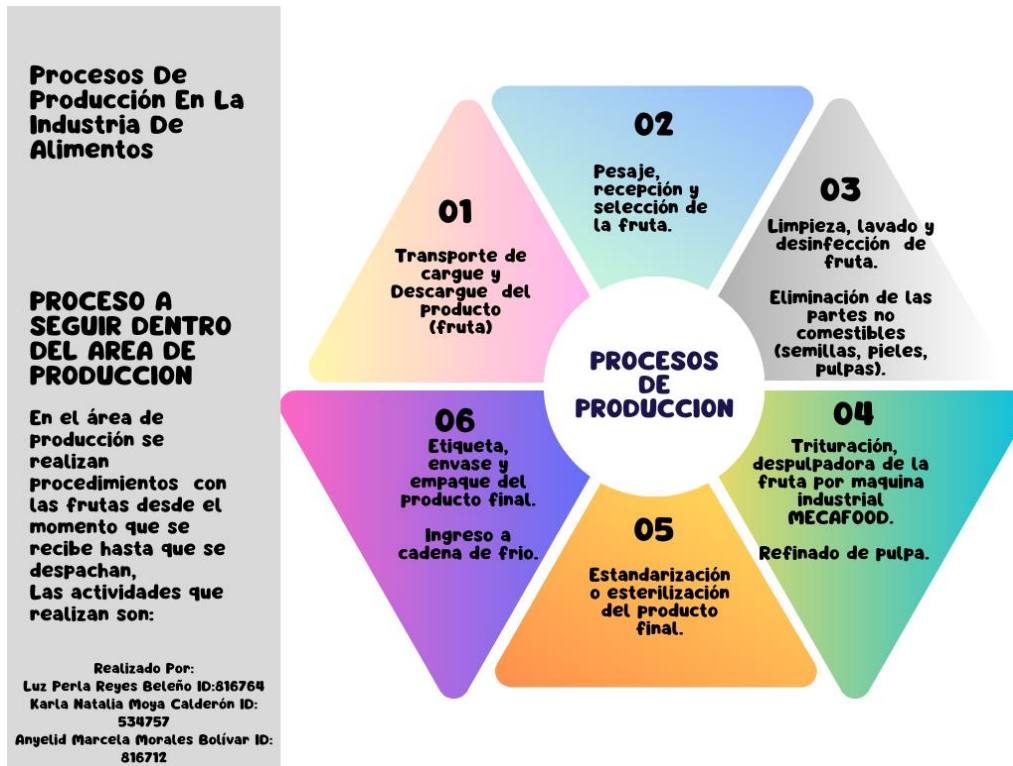 Procesos De
Producción En La
Industria De
Alimentos
PROCESO A
SEGUIR DENTRO
DEL AREA DE
PRODUCCION
En el área de
producción se
realizan
procedimientos con
las frutas desde el
momento que se
recibe hasta que se
despachan,
Las actividades que
realizan son:
Realizado Por:
Luz Perla Reyes Beleño ID:816764
Karla Natalia Moya Calderón ID:
534757
Anyelid Marcela Morales Bolívar ID:
816712
01
Transporte de
cargue y
Descargue del
producto
(fruta)
02
Pesaje,
recepción y
selección de
la fruta.
03
Limpieza, lavado y
desinfección de
fruta.
Eliminación de las
partes no
comestibles
(semillas, pieles,
pulpas).
PROCESOS
DE
PRODUCCION
04
Trituración,
despulpadora de la
fruta por maquina
industrial
MECAFOOD.
Refinado de pulpa.
05
Estandarización
o esterilización
del producto
final.
06
Etiqueta,
envase y
empaque del
producto final.
Ingreso a
cadena de frio.